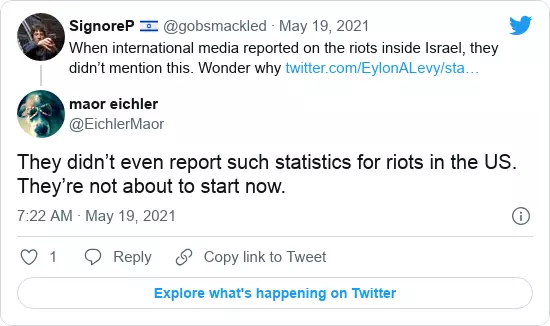 SignoreP 🇮🇱 @gobsmackled · May 19, 2021
When international media reported on the riots inside Israel, they
didn’t mention this. Wonder why twitter.com/EylonALevy/sta…
maor eichler
@EichlerMaor
They didn’t even report such statistics for riots in the US.
They’re not about to start now.
7:22 AM · May 19, 2021
1 Reply Copy link to Tweet
Explore what's happening on Twitter